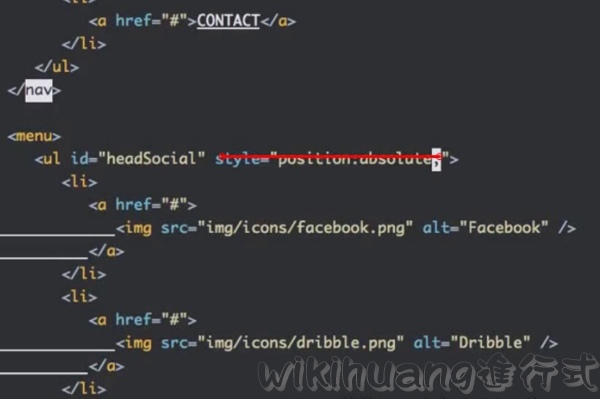 </li>
<a href="#">CONTACT</a>
</li>
</ul>
</nav>
<menu>
<ul id="headSocial" style="position:absolute;">
<li>
<a href="#">
<img src="img/icons/facebook.png" alt="Facebook" />
</a>
</li>
<li>
<a href="#">
<img src="img/icons/dribble.png" alt="Dribble" />
</a>
</li>
wikihuang進行式